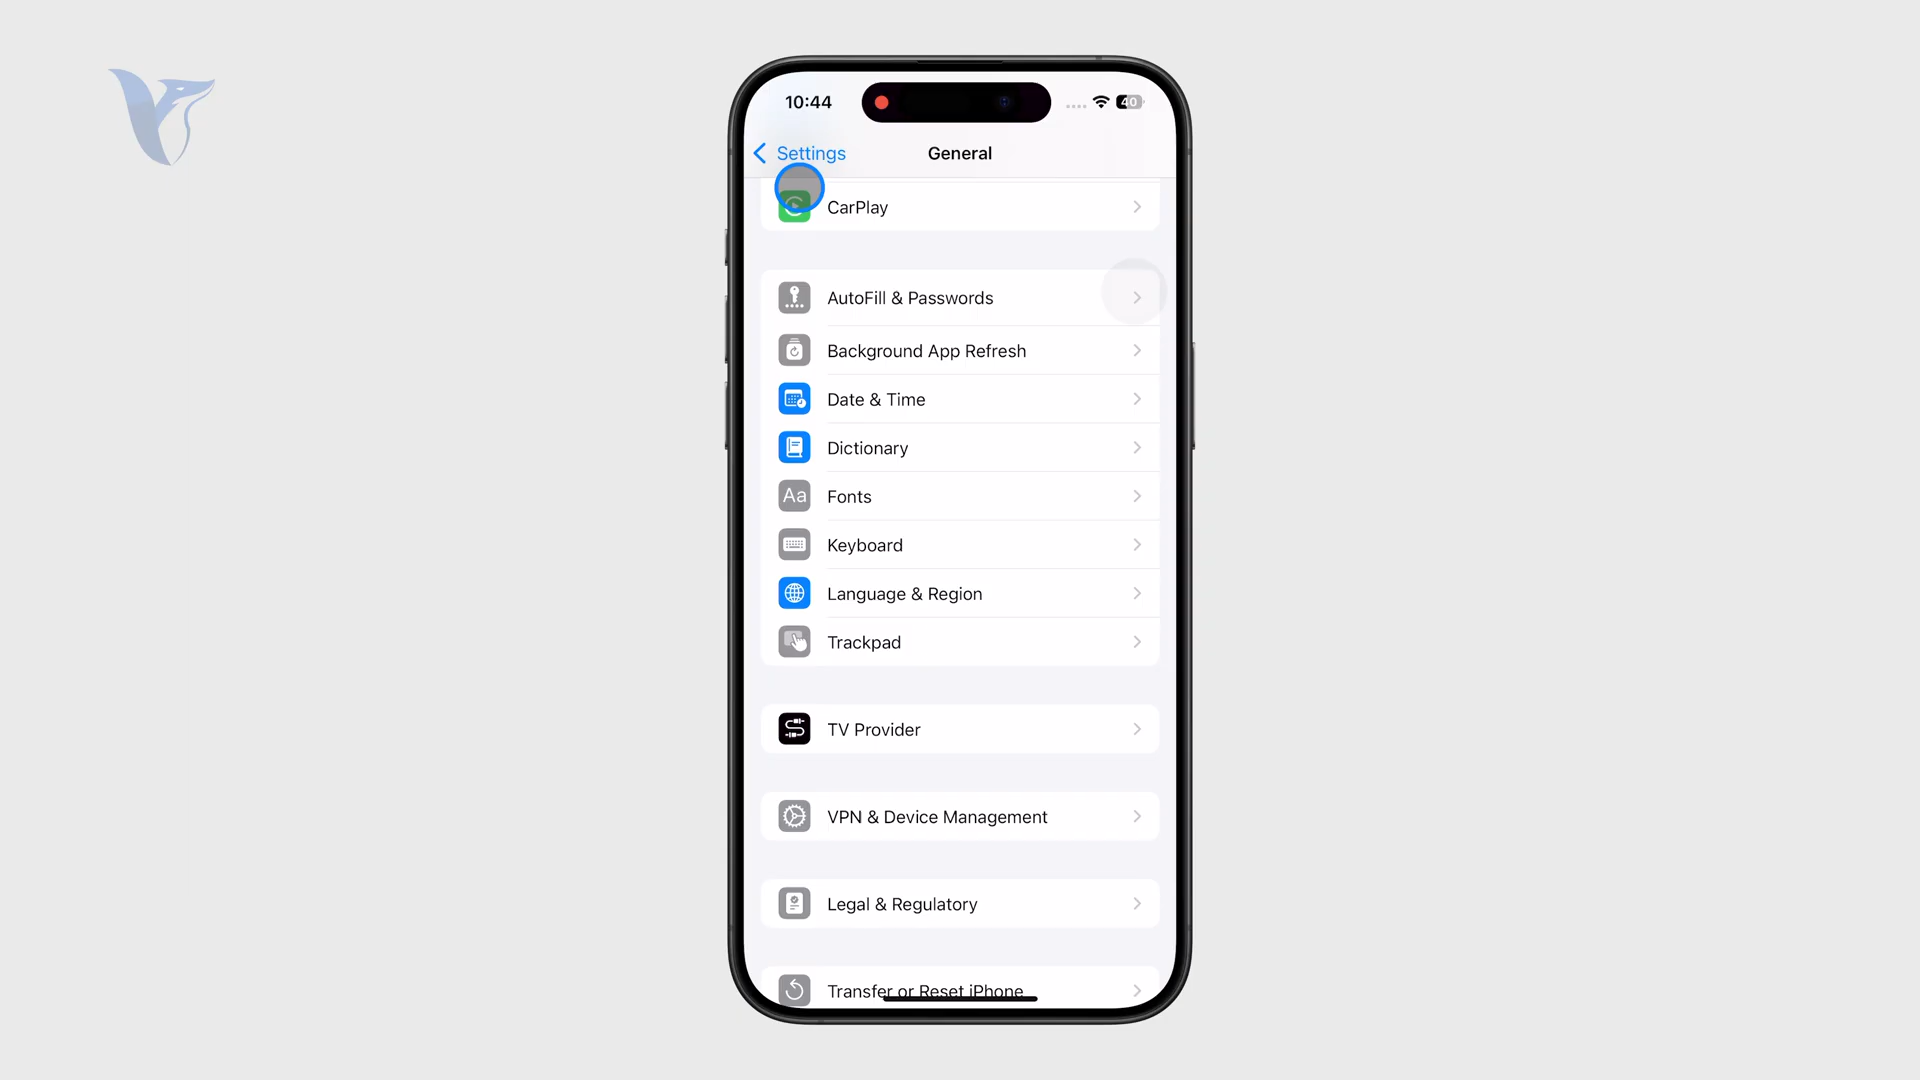 10:44
40
Settings
General
CarPlay
AutoFill & Passwords
Background App Refresh
Date & Time
Dictionary
Aa
Fonts
Keyboard
Language & Region
Trackpad
TV Provider
VPN & Device Management
Legal & Regulatory
Transfer or Reset iPhone